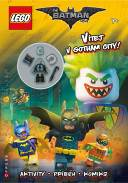 LEGO
THE
BATMAN
MOVIE
VÍTEJ
V GOTHAM CITY!
AKTIVITY • PŘÍBĚH • KOMIKS